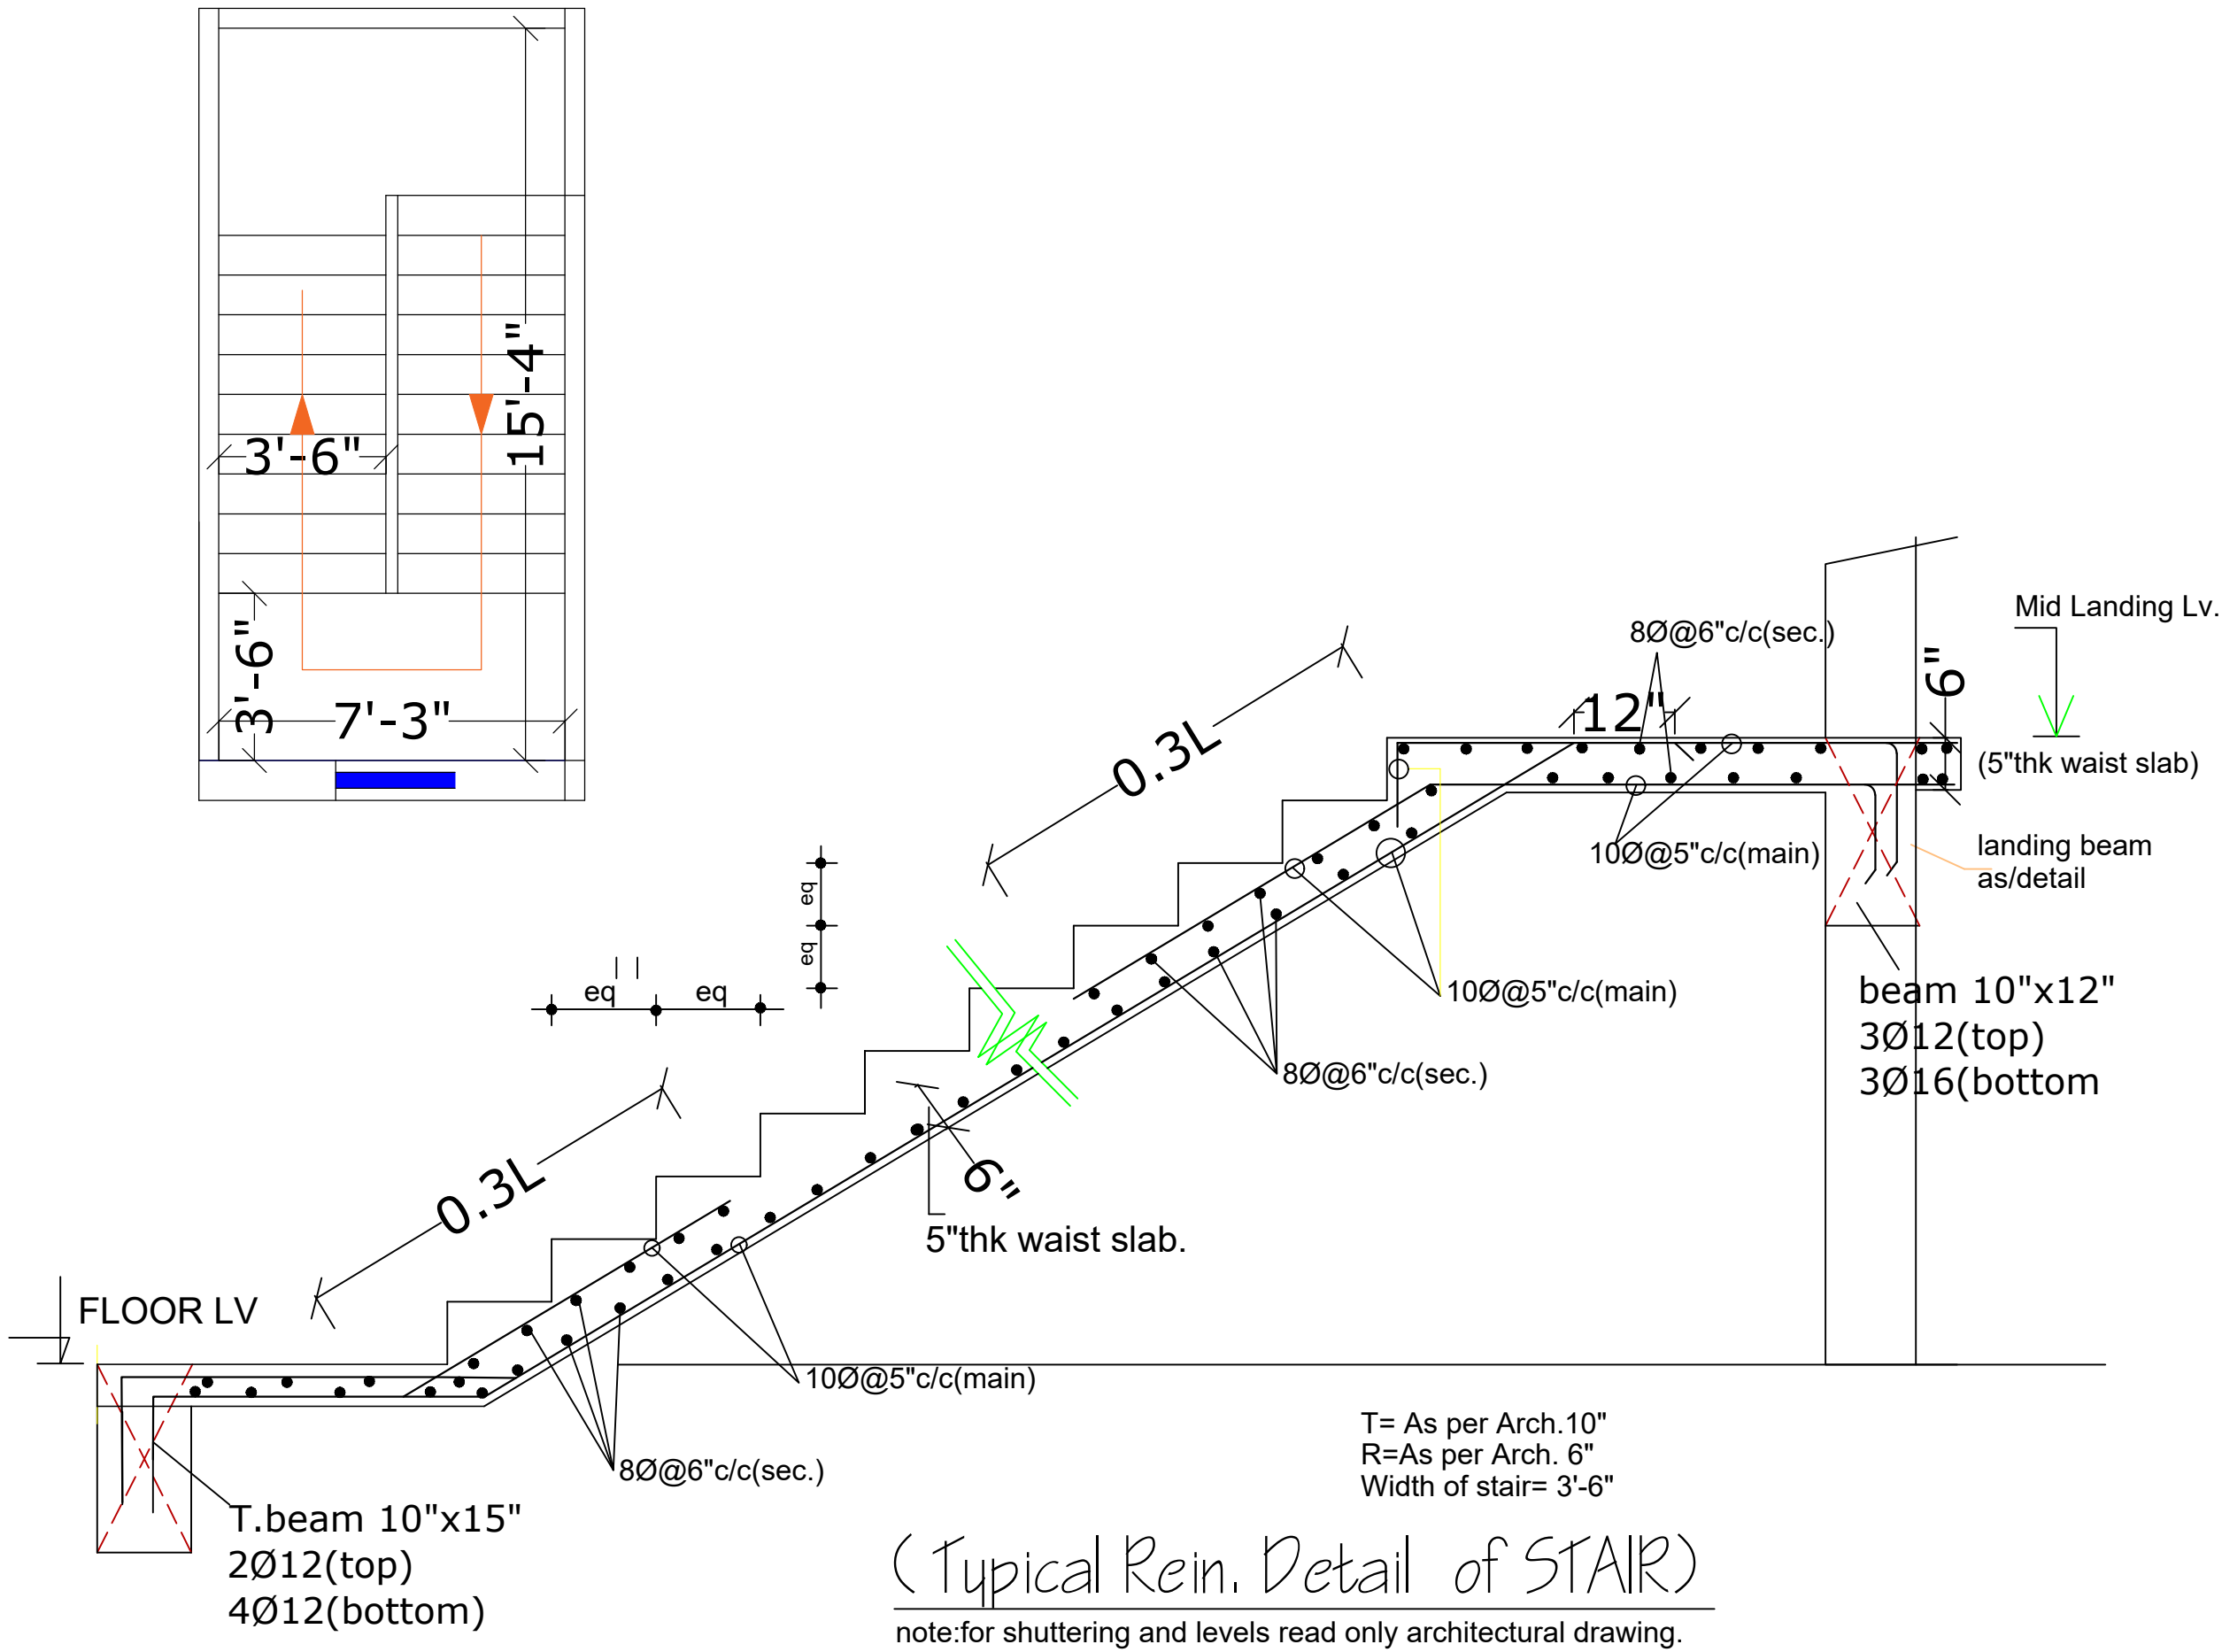 15'-4"
3'-6"
3'-6"
7'-3"
Mid Landing Lv.
8Ø@6"c/c(sec.)
6"
12"
0.3L
(5"thk waist slab)
10Ø@5"c/c(main)
landing beam
as/detail
eq
eq
eq
eq
10Ø@5"c/c(main)
beam 10"x12"
3Ø12(top)
3Ø16(bottom
8Ø@6"c/c(sec.)
0.3L
6"
5"thk waist slab.
FLOOR LV
10Ø@5"c/c(main)
8Ø@6"c/c(sec.)
T= As per Arch.10"
R=As per Arch. 6"
Width of stair= 3'-6"
T.beam 10"x15"
2Ø12(top)
4Ø12(bottom)
(Typical Rein. Detail of STAIR)
note:for shuttering and levels read only architectural drawing.